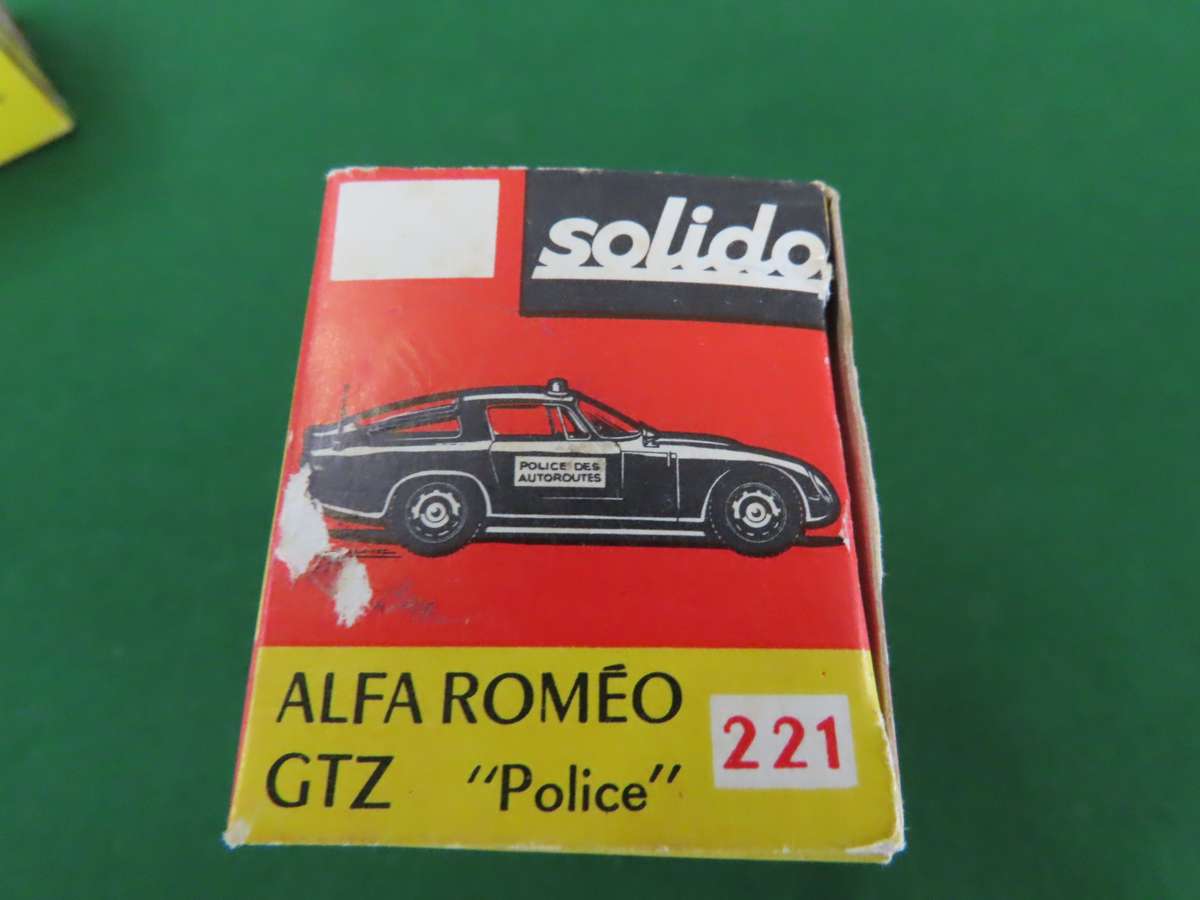 solido
POLICE DES
AUTOROUTES
ALFA ROMÉO
GTZ "Police"
221